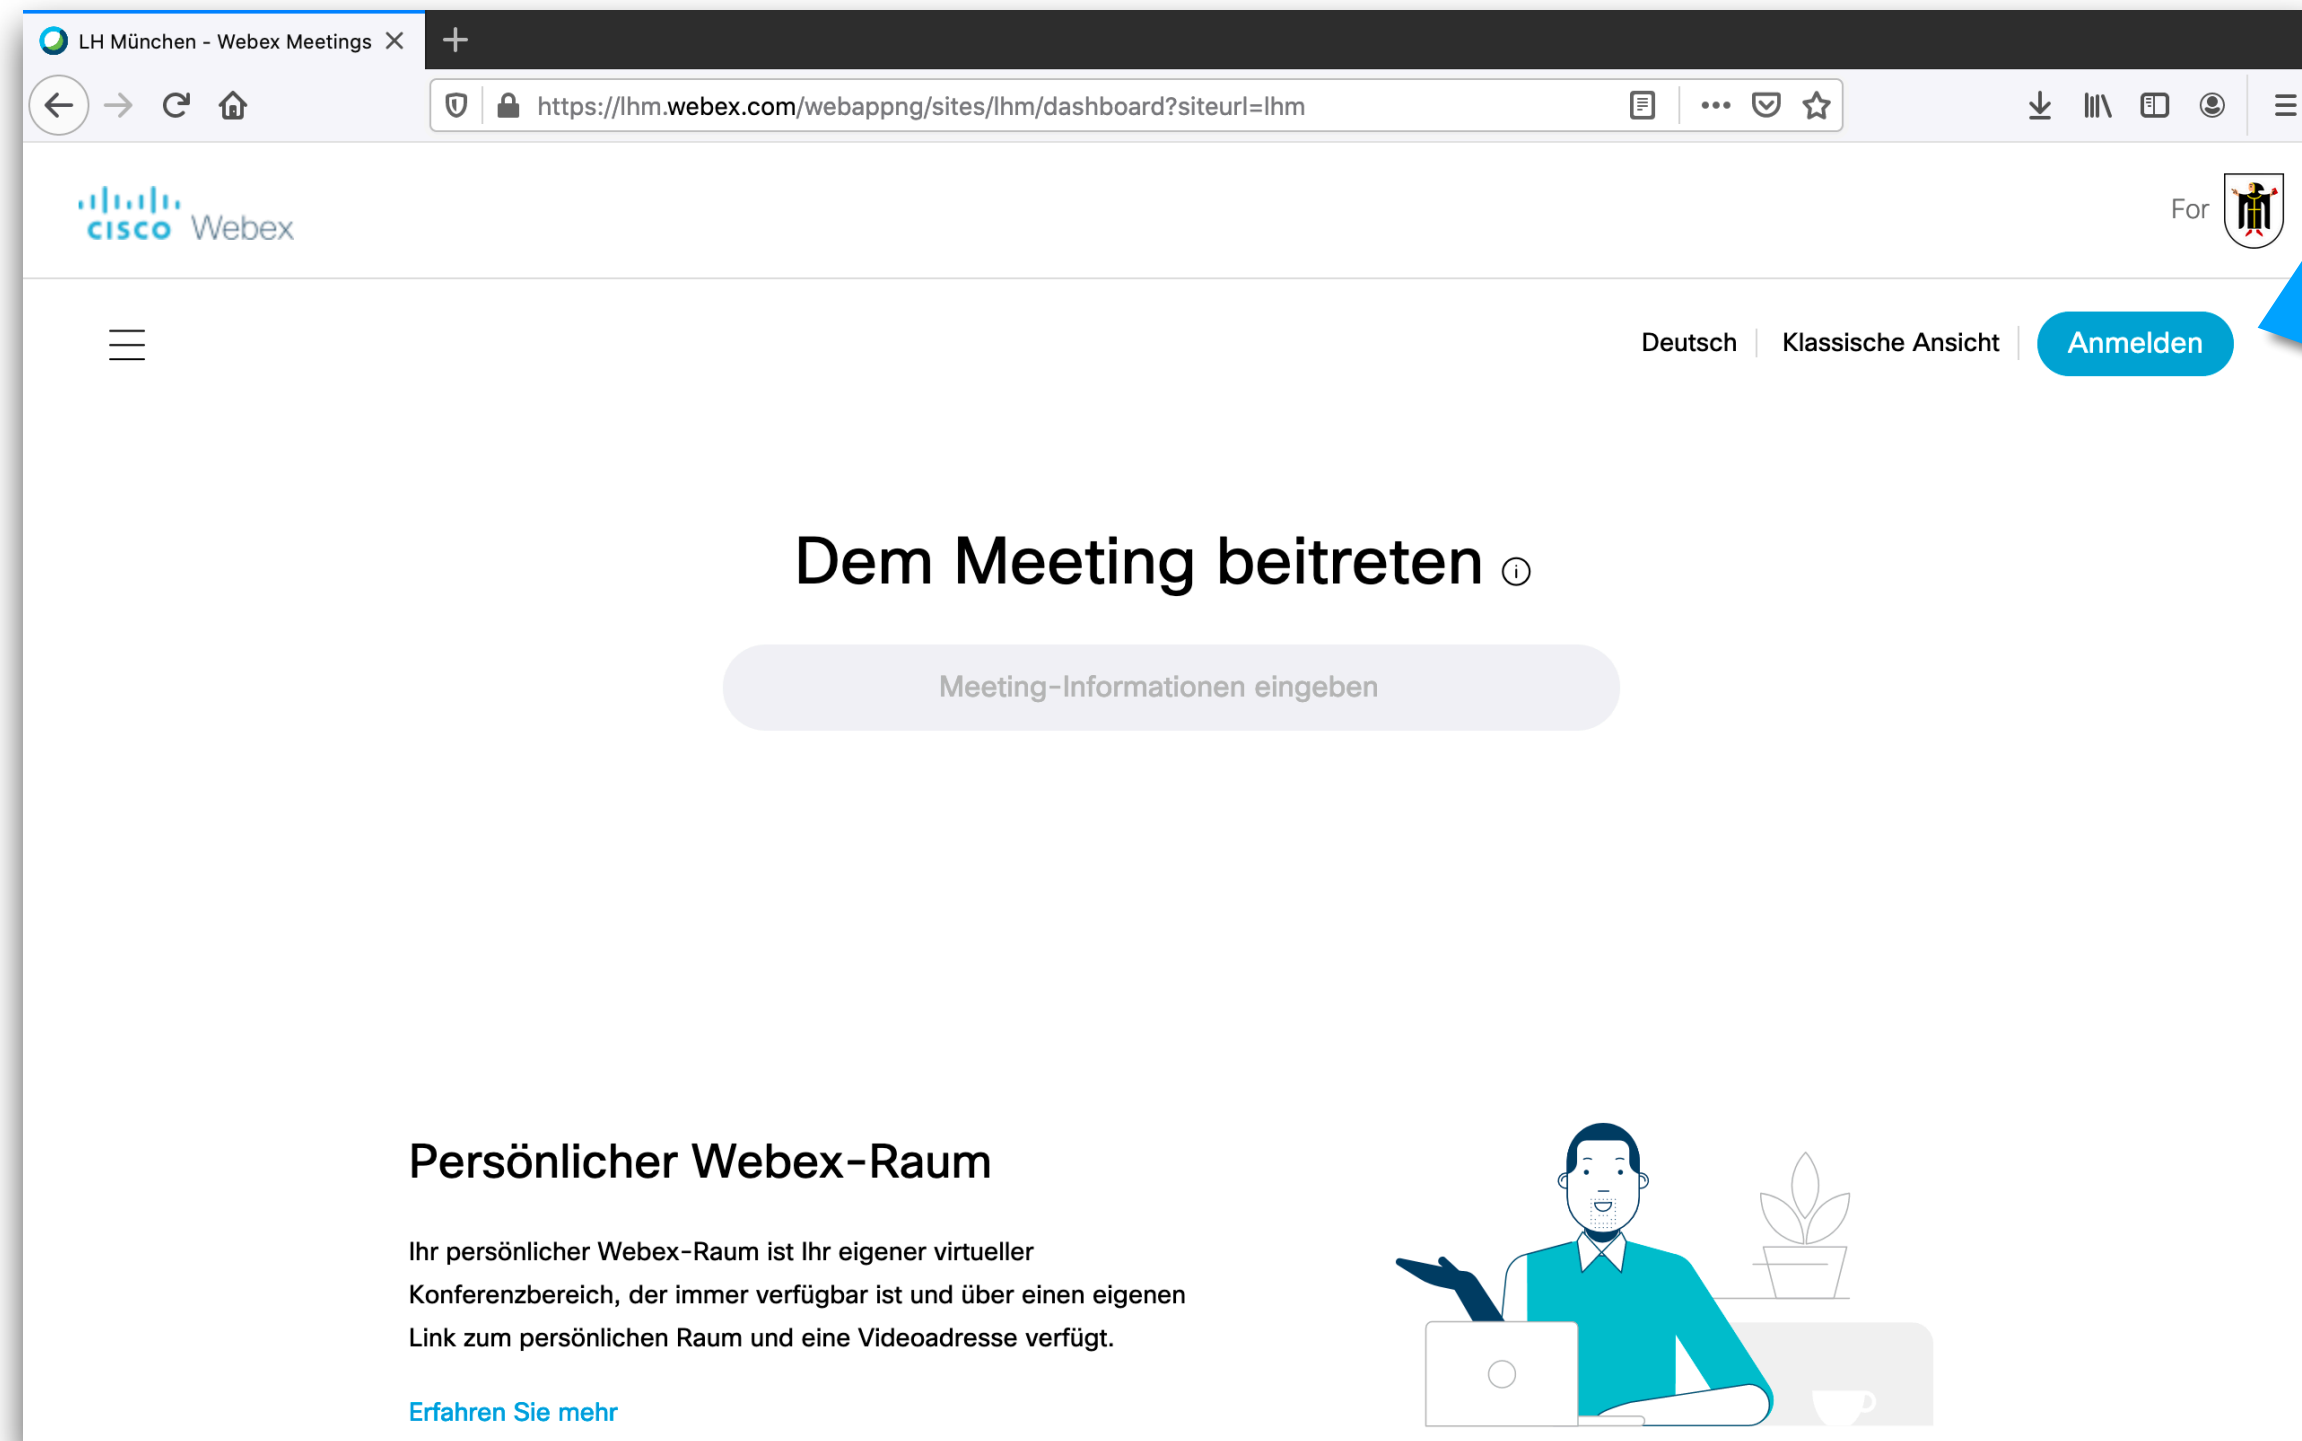 LH München - Webex Meetings
https://lhm.webex.com/webappng/sites/lhm/dashboard?siteurl=lhm
CISCO Webex
For
Deutsch
Klassische Ansicht
Anmelden
Dem Meeting beitreten
Meeting-Informationen eingeben
Persönlicher Webex-Raum
Ihr persönlicher Webex-Raum ist Ihr eigener virtueller
Konferenzbereich, der immer verfügbar ist und über einen eigenen
Link zum persönlichen Raum und eine Videoadresse verfügt.
Erfahren Sie mehr